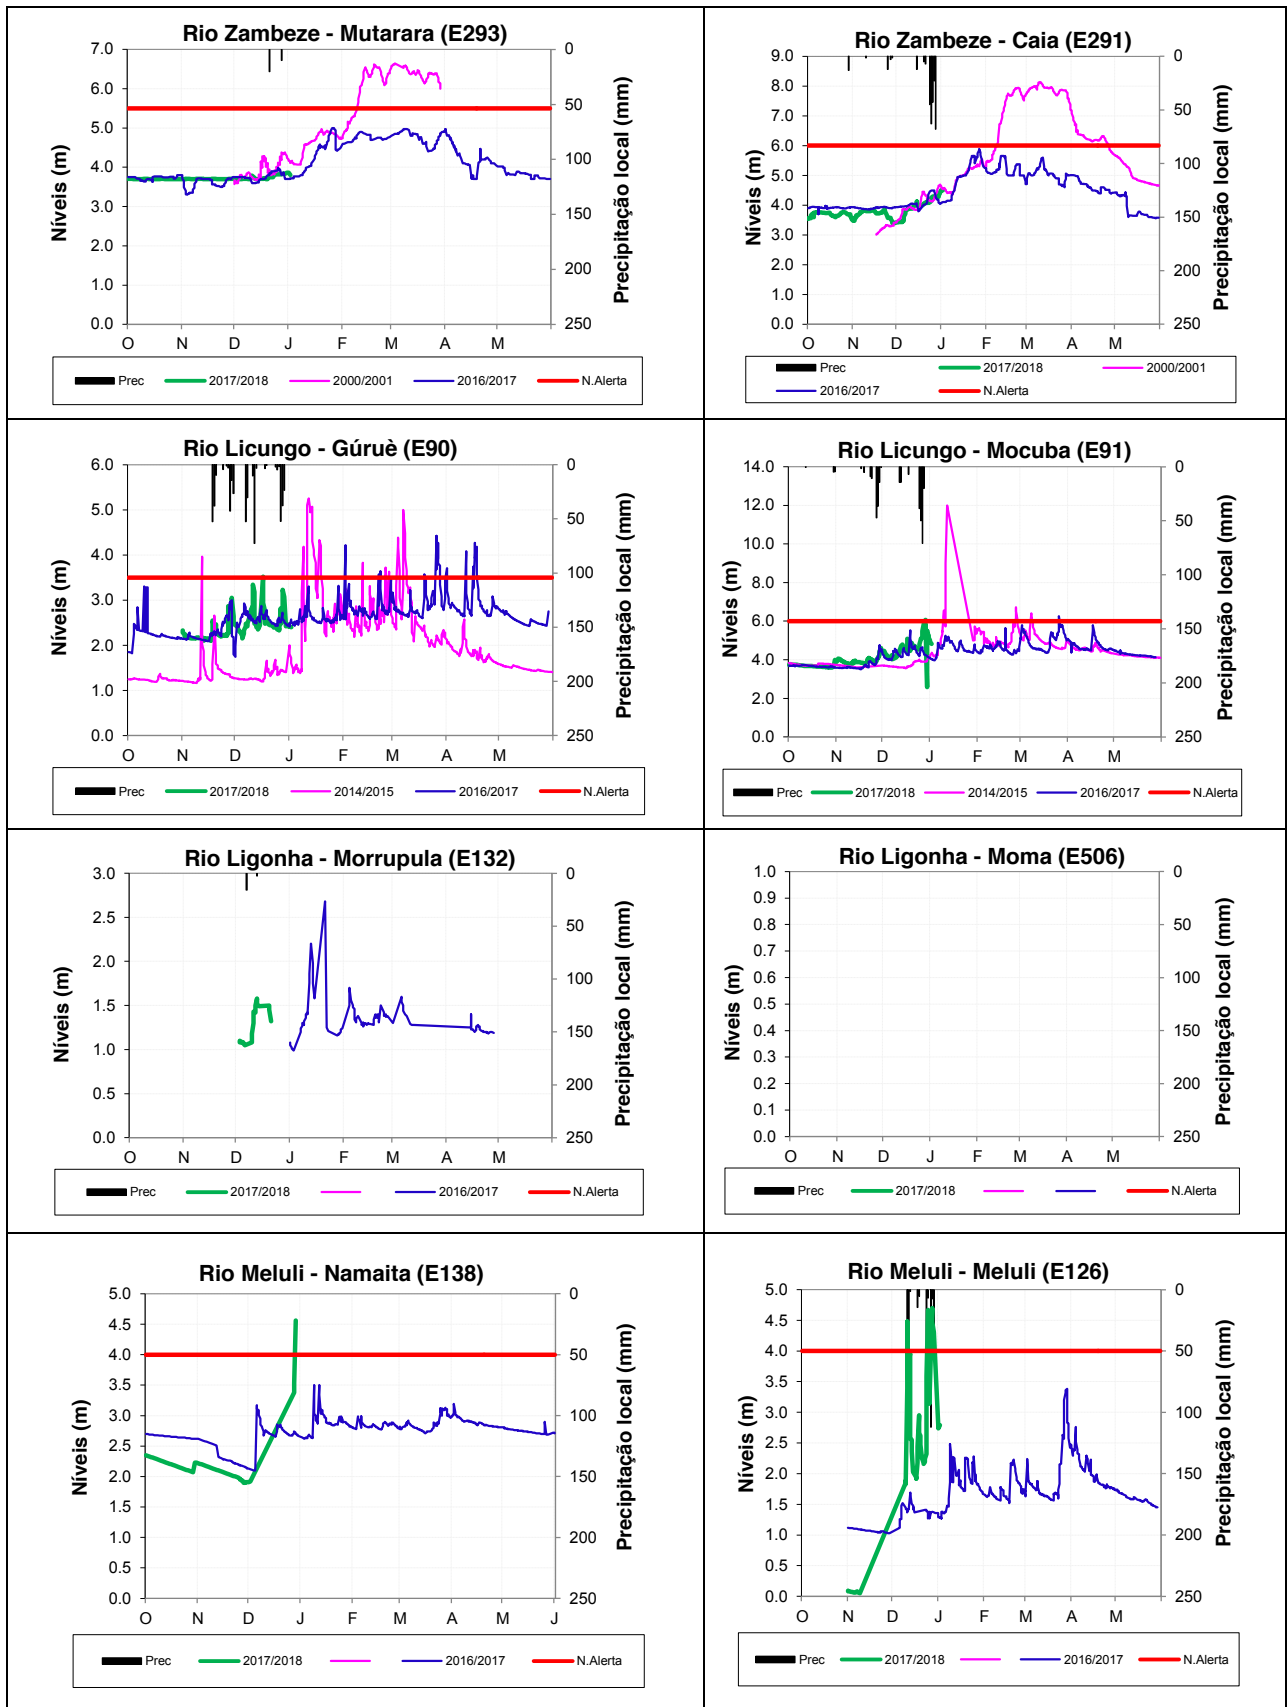 Rio Zambeze - Mutarara (E293)
7.0
6.0
5.0
4.0
3.0
2.0
1.0
0.0
Níveis (m)
0
50
100
150
200
250
Precipitação local (mm)
O N D J F M A M
Prec 2017/2018 2000/2001 2016/2017 N.Alerta
Rio Zambeze - Caia (E291)
9.0
8.0
7.0
6.0
5.0
4.0
3.0
2.0
1.0
0.0
Níveis (m)
0
50
100
150
200
250
Precipitação local (mm)
O N D J F M A M
Prec 2017/2018 2000/2001
2016/2017 N.Alerta
Rio Licungo - Gúruè (E90)
6.0
5.0
4.0
3.0
2.0
1.0
0.0
Níveis (m)
0
50
100
150
200
250
Precipitação local (mm)
O N D J F M A M
Prec 2017/2018 2014/2015 2016/2017 N.Alerta
Rio Licungo - Mocuba (E91)
14.0
12.0
10.0
8.0
6.0
4.0
2.0
0.0
Níveis (m)
0
50
100
150
200
250
Precipitação local (mm)
O N D J F M A M
Prec 2017/2018 2014/2015 2016/2017 N.Alerta
Rio Ligonha - Morrupula (E132)
3.0
2.5
2.0
1.5
1.0
0.5
0.0
Níveis (m)
0
50
100
150
200
250
Precipitação local (mm)
O N D J F M A M
Prec 2017/2018 2016/2017 N.Alerta
Rio Ligonha - Moma (E506)
1.0
0.9
0.8
0.7
0.6
0.5
0.4
0.3
0.2
0.1
0.0
Níveis (m)
0
50
100
150
200
250
Precipitação local (mm)
O N D J F M A M
Prec 2017/2018 N.Alerta
Rio Meluli - Namaita (E138)
5.0
4.5
4.0
3.5
3.0
2.5
2.0
1.5
1.0
0.5
0.0
Níveis (m)
0
50
100
150
200
250
Precipitação local (mm)
O N D J F M A M J
Prec 2017/2018 2016/2017 N.Alerta
Rio Meluli - Meluli (E126)
5.0
4.5
4.0
3.5
3.0
2.5
2.0
1.5
1.0
0.5
0.0
Níveis (m)
0
50
100
150
200
250
Precipitação local (mm)
O N D J F M A M
Prec 2017/2018 2016/2017 N.Alerta